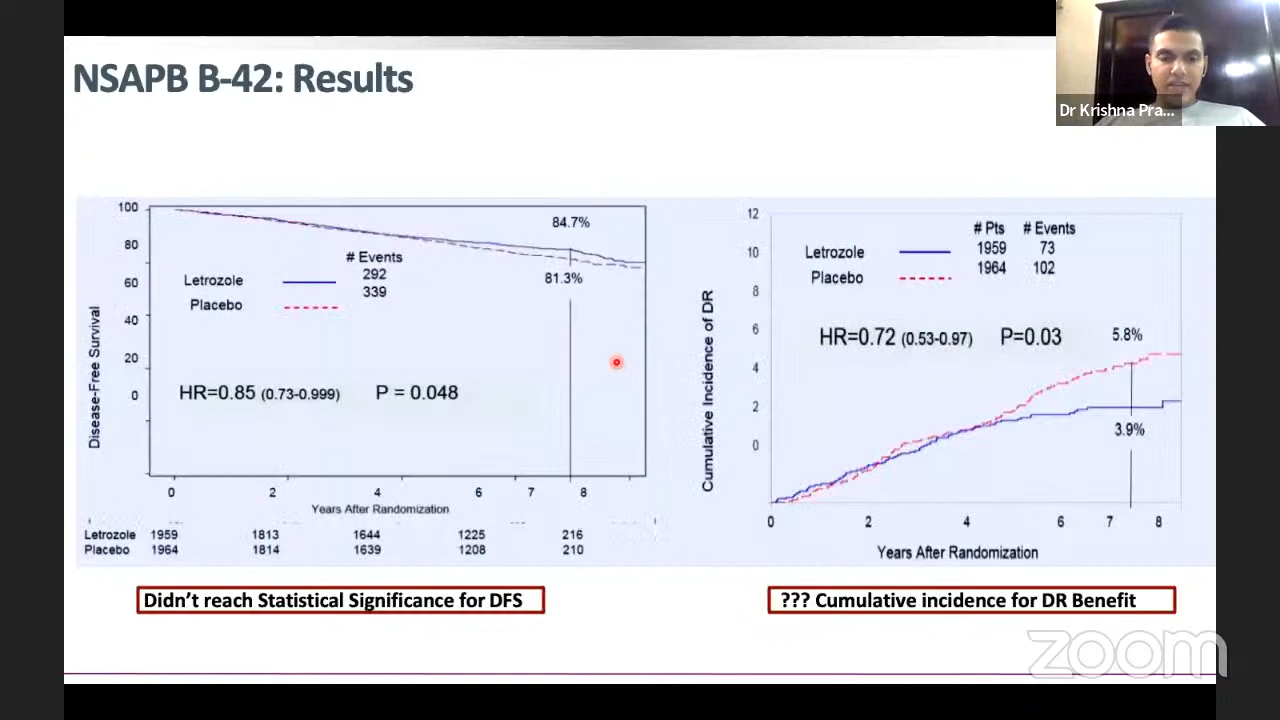 NSAPB B-42: Results
Dr Krishna Pra...
100
80
60
40
20
0
Disease-Free Survival
84.7%
81.3%
# Events
Letrozole 292
Placebo 339
HR=0.85 (0.73-0.999) P = 0.048
0 2 4 6 7 8
Years After Randomization
Letrozole 1959 1813 1644 1225 216
Placebo 1964 1814 1639 1208 210
Didn't reach Statistical Significance for DFS
12
10
8
6
4
2
0
Cumulative Incidence of DR
# Pts # Events
Letrozole 1959 73
Placebo 1964 102
HR=0.72 (0.53-0.97) P=0.03
5.8%
3.9%
0 2 4 6 7 8
Years After Randomization
??? Cumulative incidence for DR Benefit
zoom